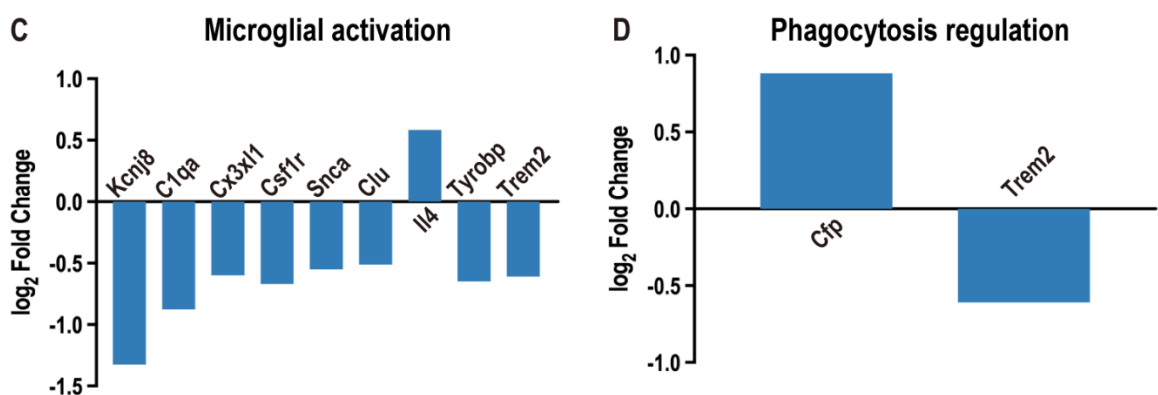 C
Microglial activation
log2 Fold Change
1.0
0.5
0.0
-0.5
-1.0
-1.5
Kcnj8
C1qa
Cx3xl1
Csf1r
Snca
Clu
Il4
Tyrobp
Trem2
D
Phagocytosis regulation
log2 Fold Change
1.0
0.5
0.0
-0.5
-1.0
Cfp
Trem2